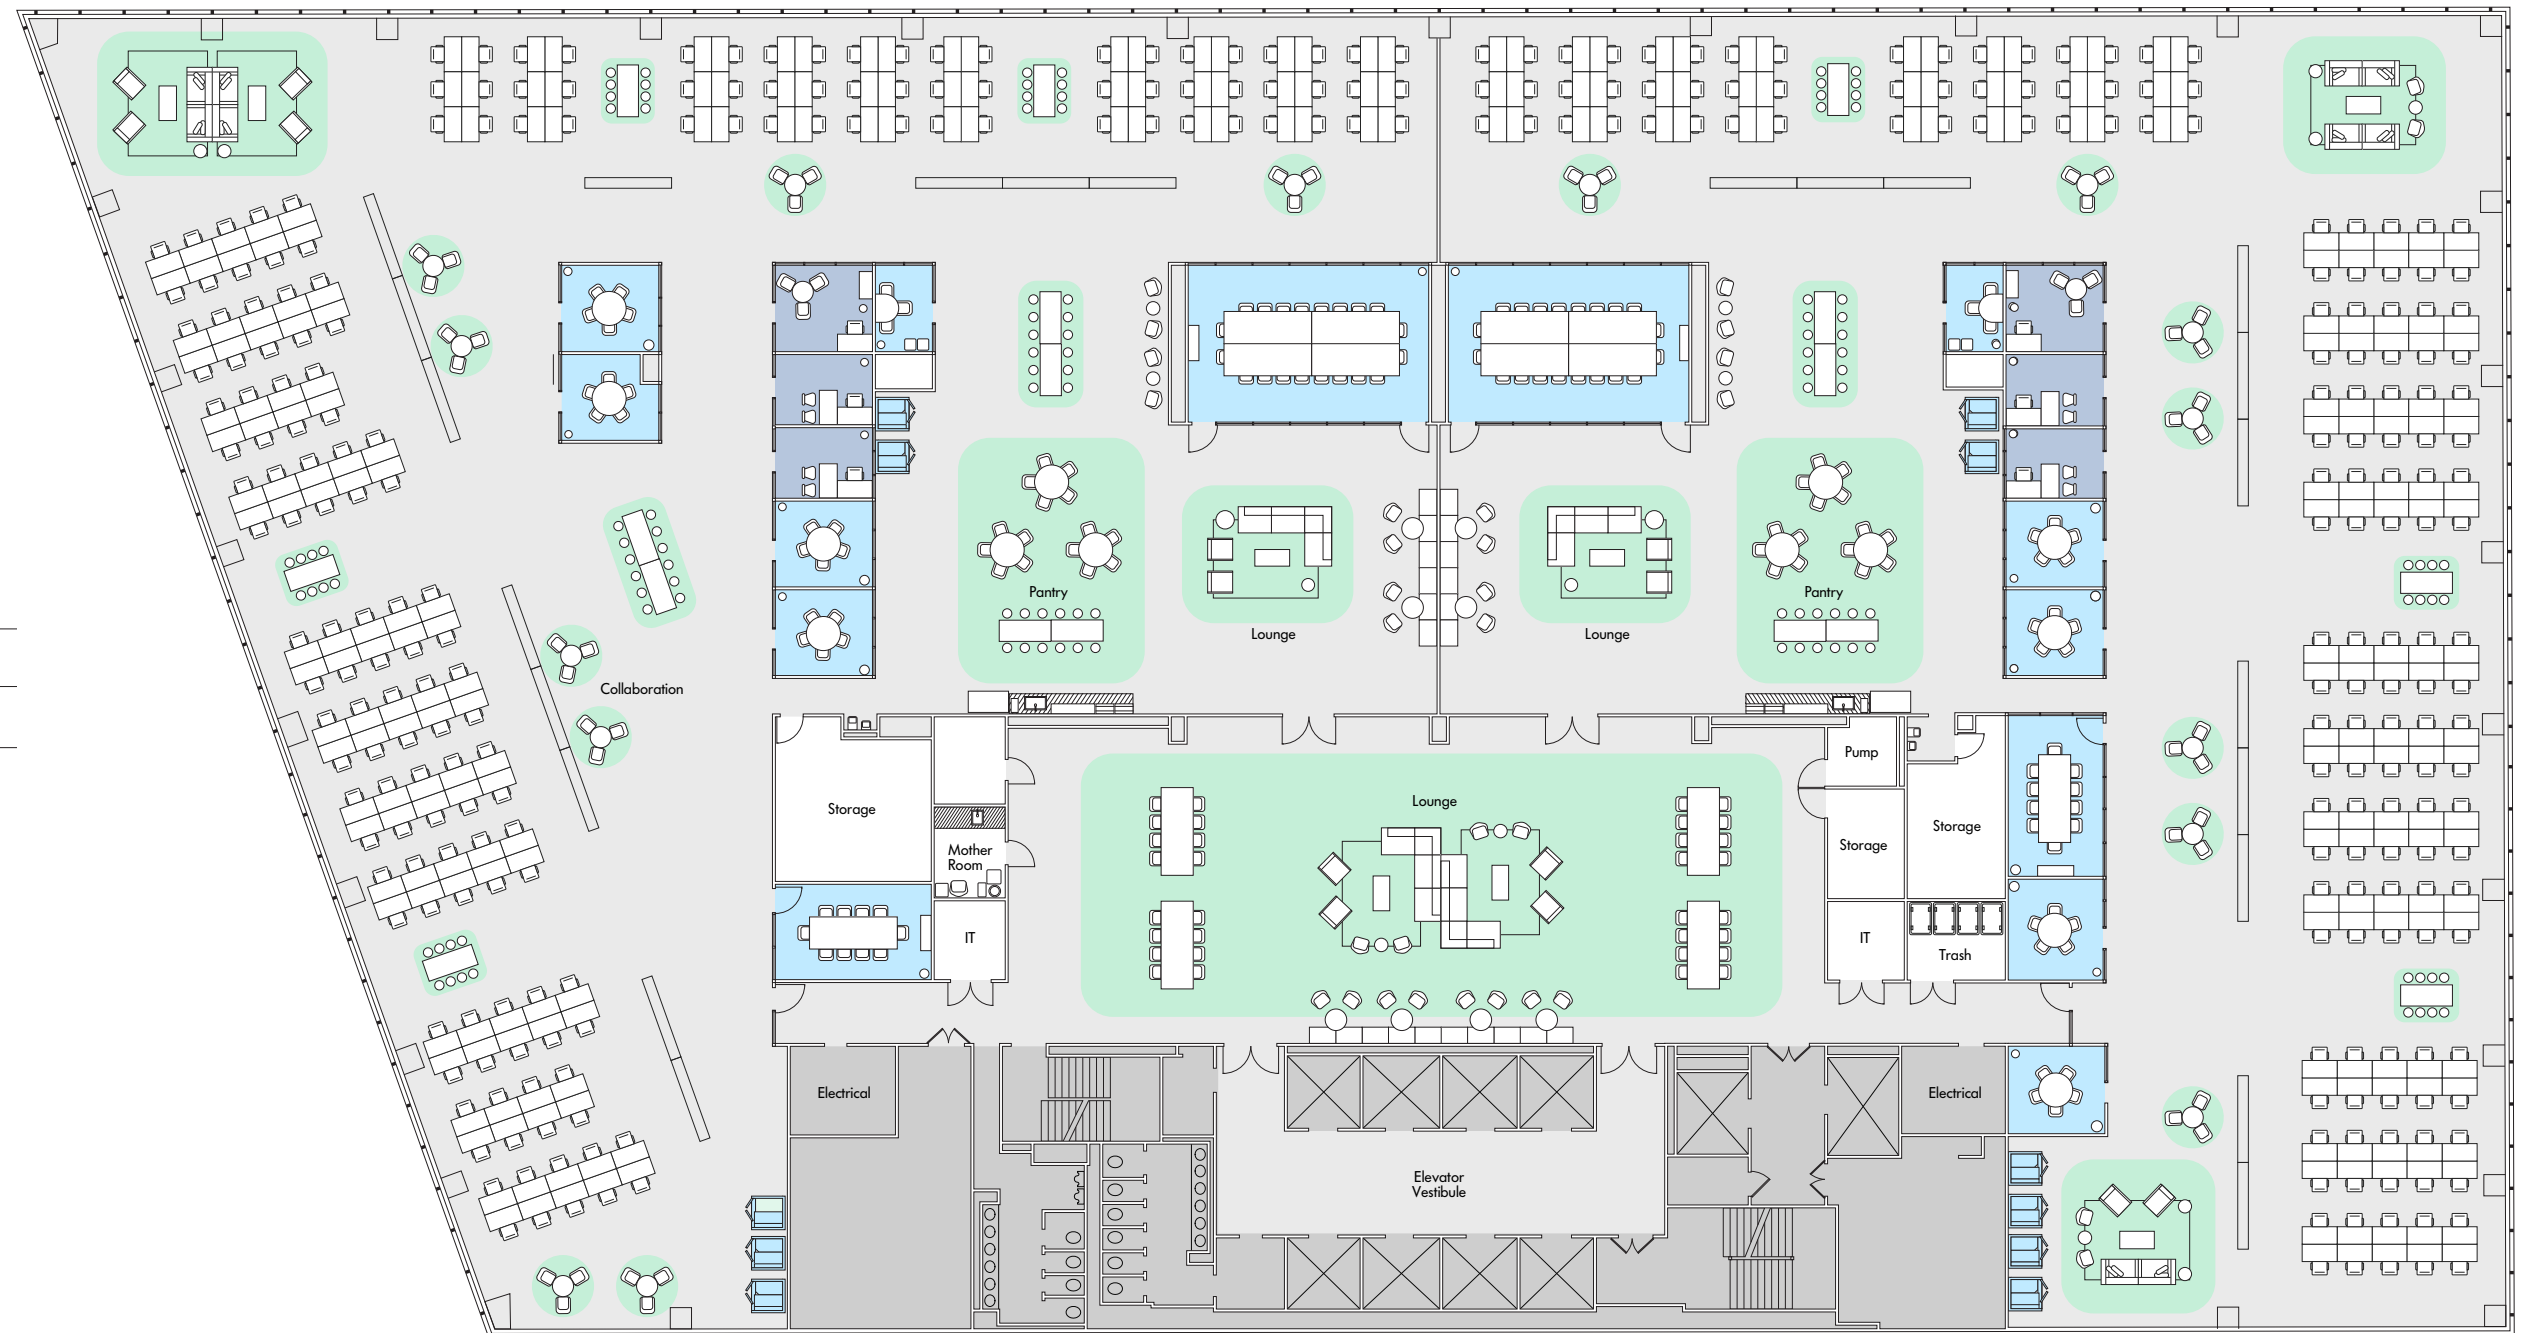 Pantry
Lounge
Lounge
Pantry
Collaboration
Storage
Mother
Room
IT
Lounge
Pump
Storage
Storage
IT
Trash
Electrical
Elevator
Vestibule
Electrical